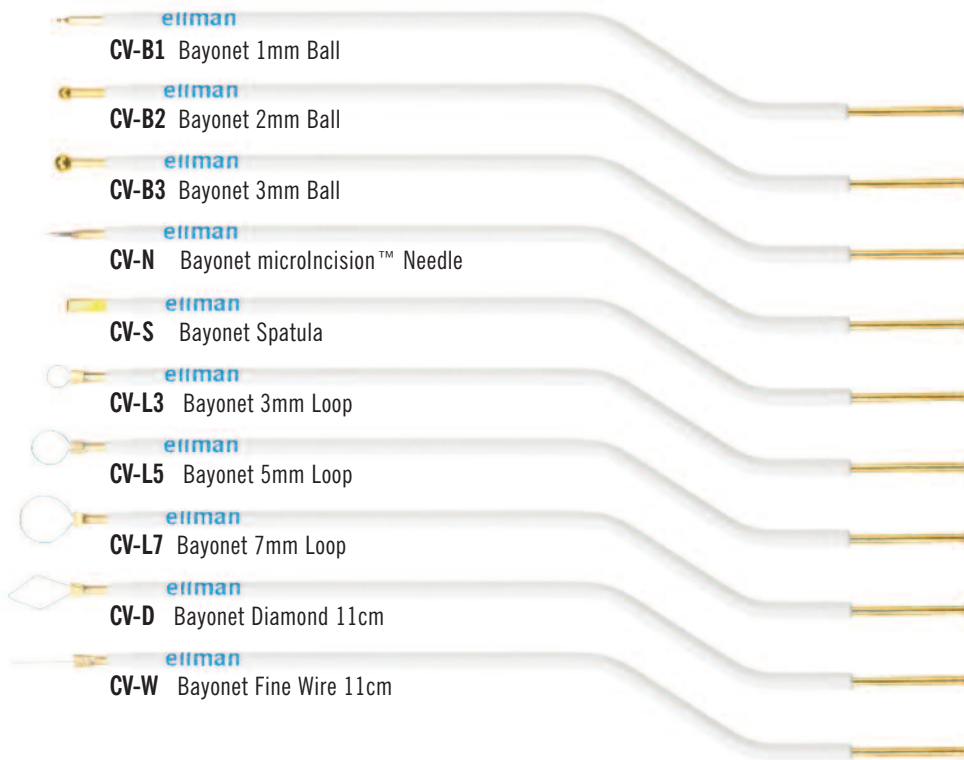 ellman
CV-B1 Bayonet 1mm Ball
ellman
CV-B2 Bayonet 2mm Ball
ellman
CV-B3 Bayonet 3mm Ball
ellman
CV-N Bayonet microIncision™ Needle
ellman
CV-S Bayonet Spatula
ellman
CV-L3 Bayonet 3mm Loop
ellman
CV-L5 Bayonet 5mm Loop
ellman
CV-L7 Bayonet 7mm Loop
ellman
CV-D Bayonet Diamond 11cm
ellman
CV-W Bayonet Fine Wire 11cm